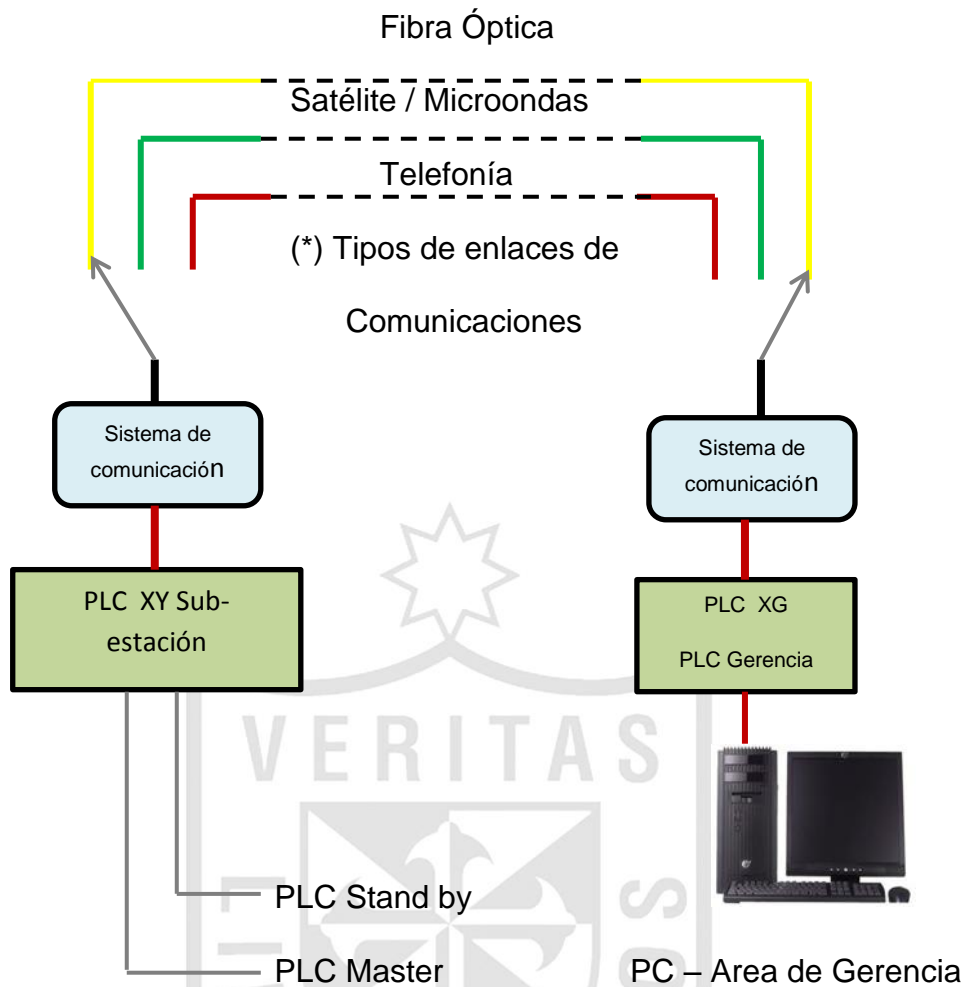 Fibra Óptica
Satélite / Microondas
Telefonía
(*) Tipos de enlaces de
Comunicaciones
Sistema de
comunicación
Sistema de
comunicación
PLC XY Sub-
estación
PLC XG
PLC Gerencia
VERITAS
PLC Stand by
PLC Master
PC – Area de Gerencia